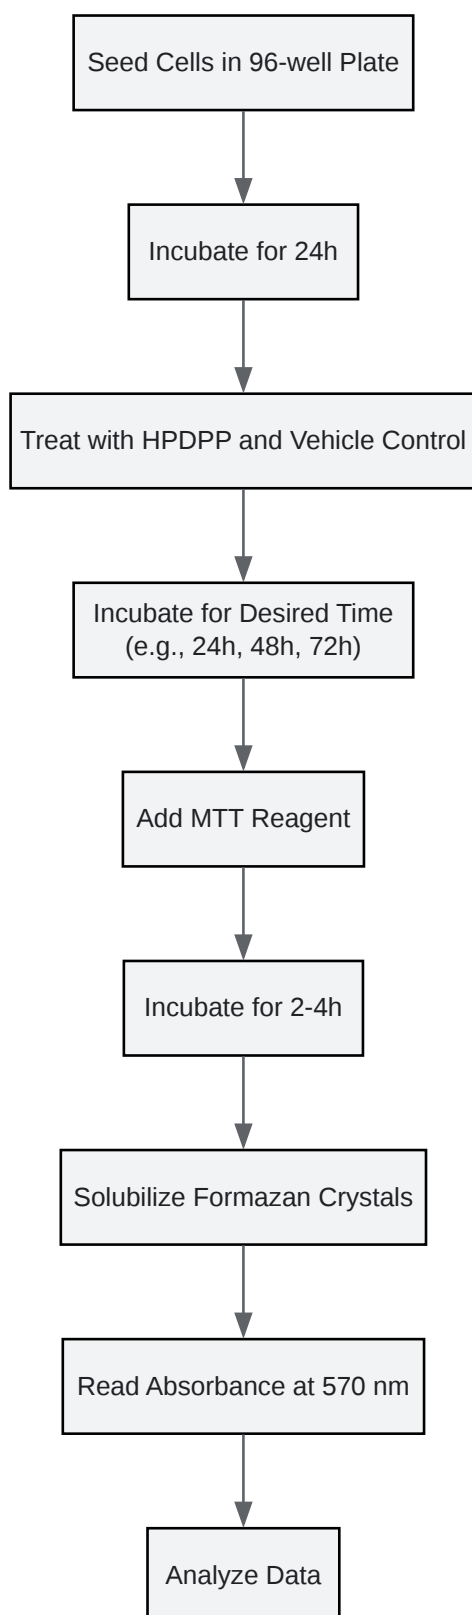 Seed Cells in 96-well Plate
Incubate for 24h
Treat with HPDPP and Vehicle Control
Incubate for Desired Time
(e.g., 24h, 48h, 72h)
Add MTT Reagent
Incubate for 2-4h
Solubilize Formazan Crystals
Read Absorbance at 570 nm
Analyze Data